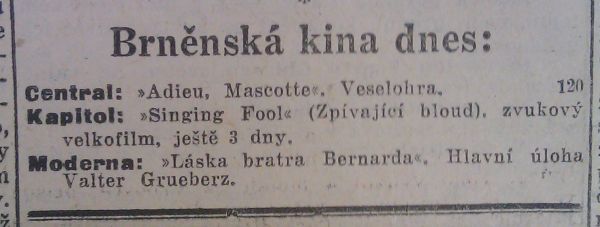 Brněnská kina dnes:
Central: »Adieu, Mascotte«. Veselohra. 120
Kapitol: »Singing Fool« (Zpívající bloud). zvukový
velkofilm, ještě 3 dny.
Moderna: »Láska bratra Bernarda«. Hlavní úloha
Valter Grueberz.